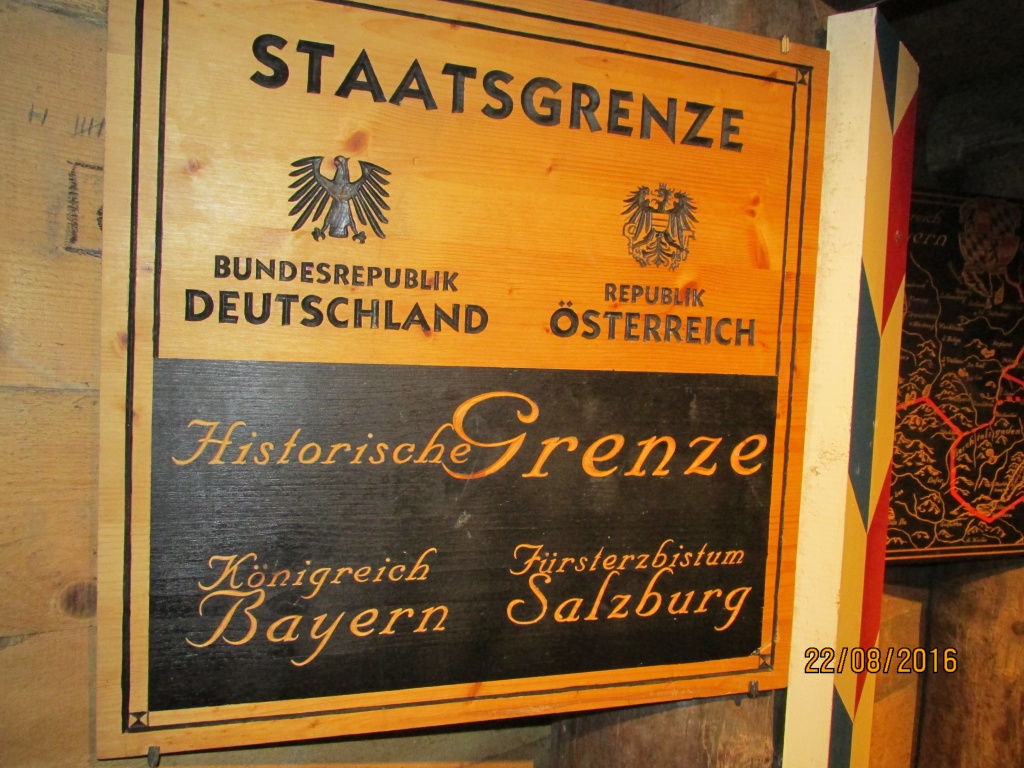 STAATSGRENZE
BUNDESREPUBLIK
DEUTSCHLAND
REPUBLIK
ÖSTERREICH
Historische Grenze
Königreich
Bayern
Fürsterzbistum
Salzburg
22/08/2016